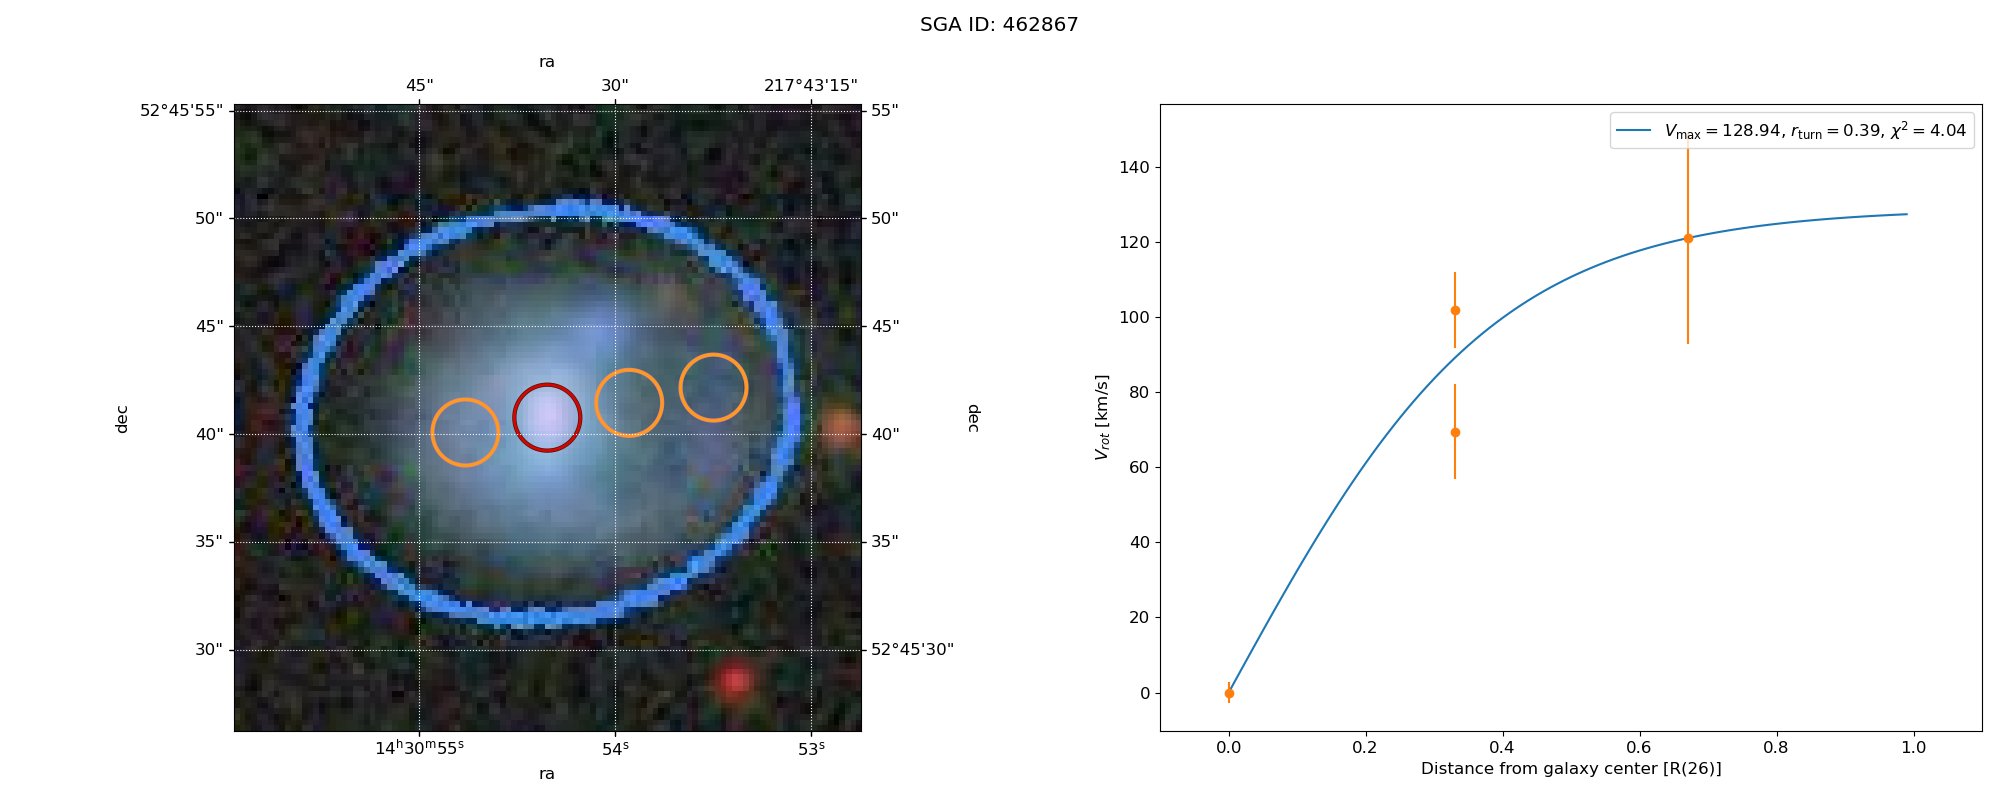 SGA ID: 462867
ra
45" 30" 217°43'15"
52°45'55" 55"
50" 50"
45" 45"
40" 40"
35" 35"
30" 52°45'30"
dec
dec
14ʰ30ᵐ55ˢ 54ˢ 53ˢ
ra
V_max = 128.94, r_turn = 0.39, χ² = 4.04
140
120
100
80
60
40
20
0
V_rot [km/s]
0.0 0.2 0.4 0.6 0.8 1.0
Distance from galaxy center [R(26)]